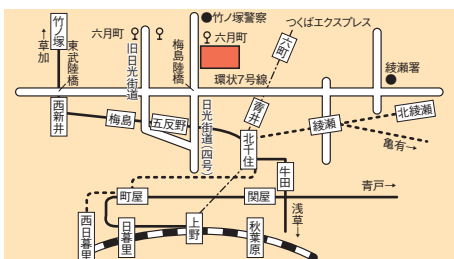 竹ノ塚
←草加
東武陸橋
六月町
旧日光街道
梅島陸橋
竹ノ塚警察
六月町
環状7号線
つくばエクスプレス
六町
綾瀬署
西新井
梅島
五反野
日光街道(四号)
青井
北千住
綾瀬
北綾瀬
亀有→
牛田
町屋
関屋
青戸→
西日暮里
日暮里
上野
秋葉原
浅草→